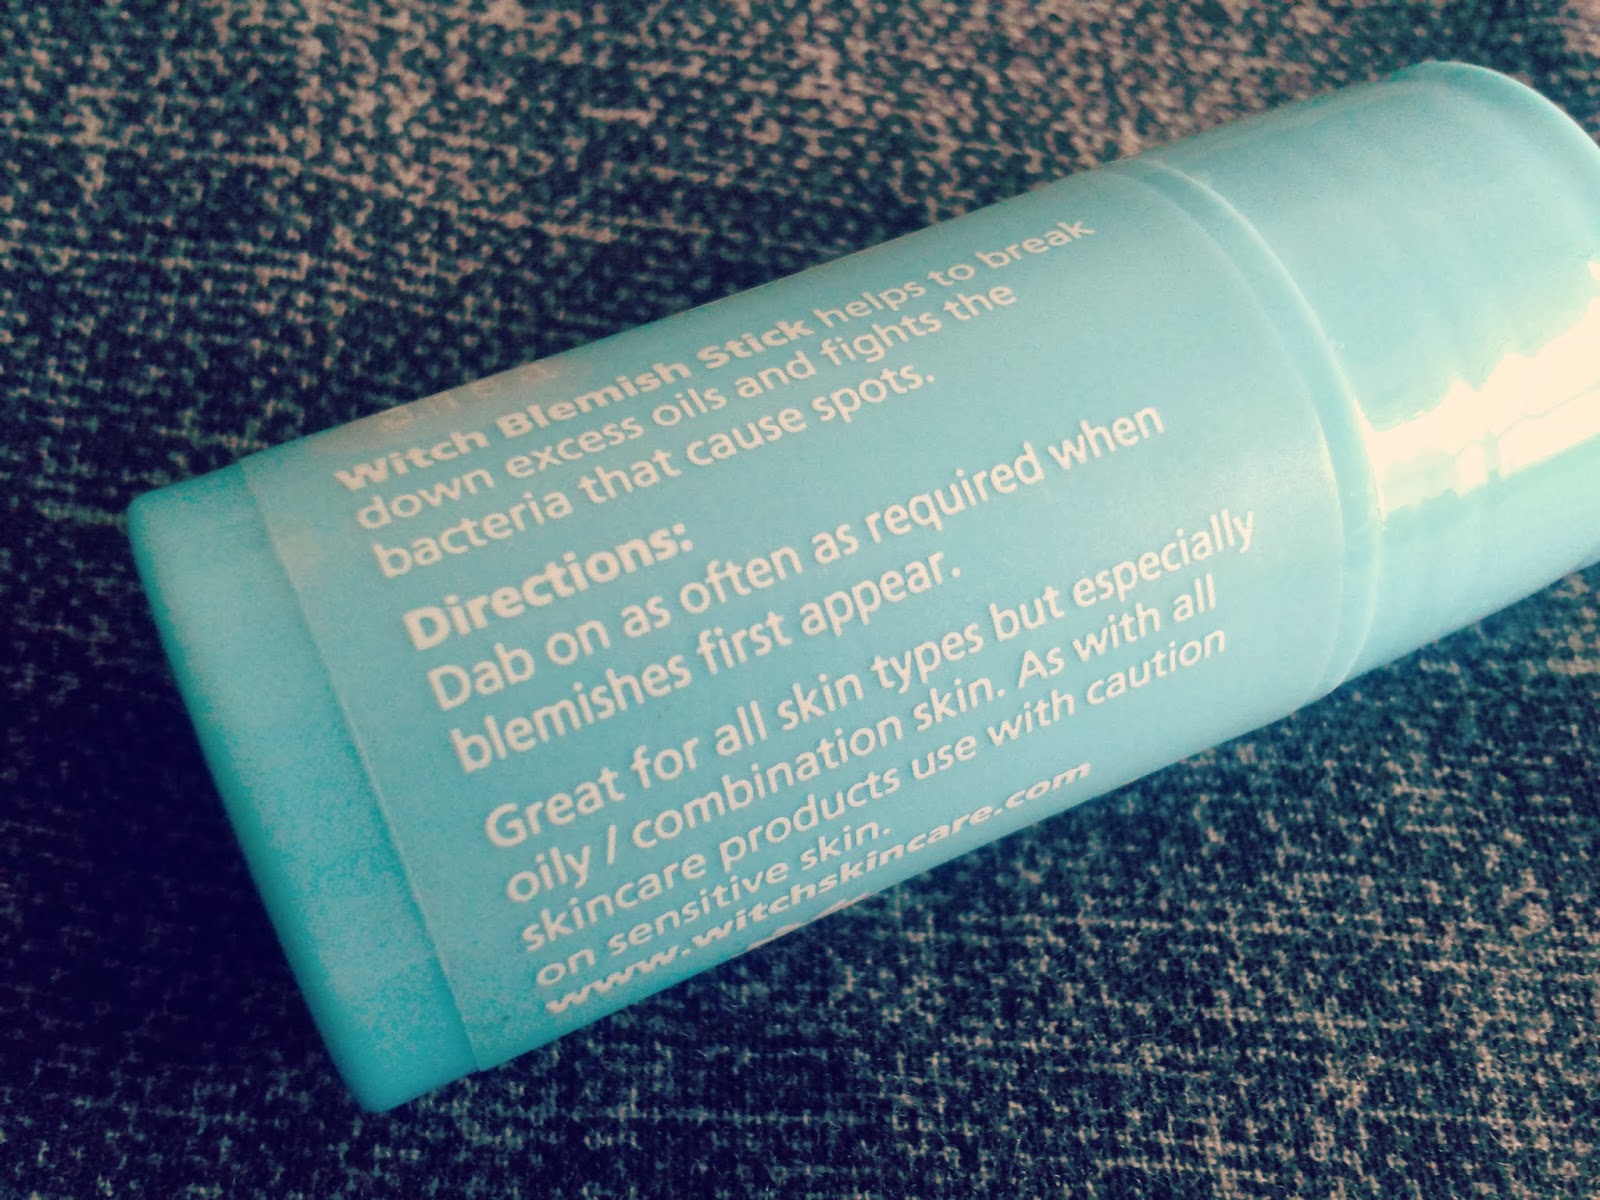 Witch Blemish Stick helps to break
down excess oils and fights the
bacteria that cause spots.
Directions:
Dab on as often as required when
blemishes first appear.
Great for all skin types but especially
oily / combination skin. As with all
skincare products use with caution
on sensitive skin.
www.witchskincare.com